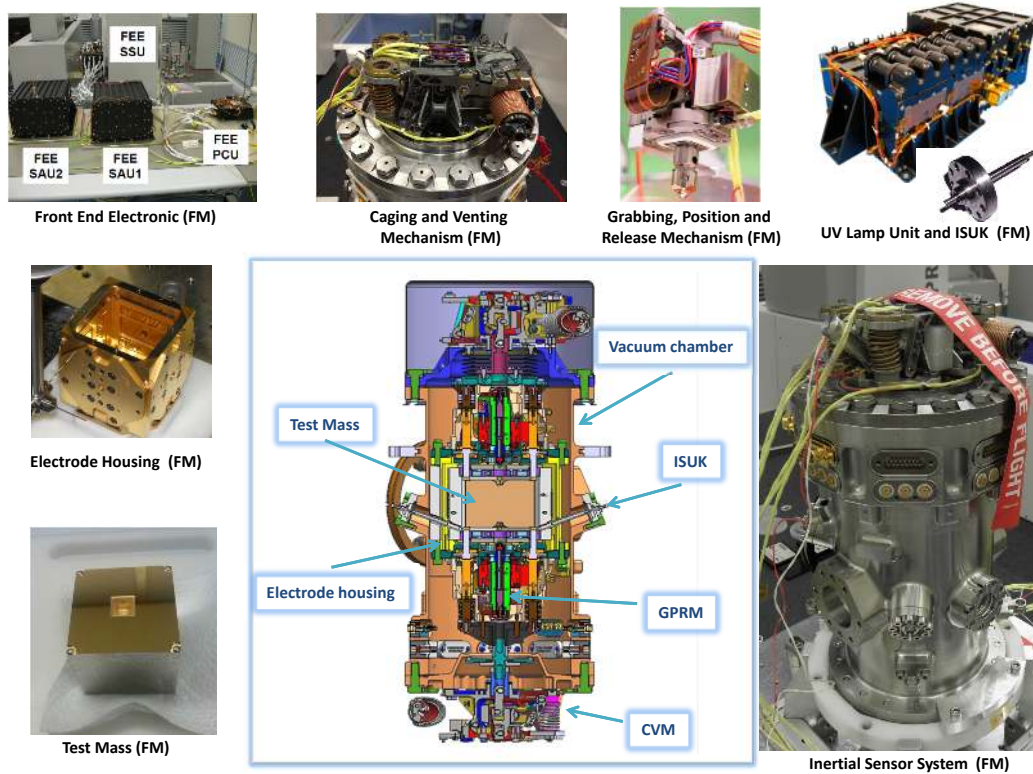 FEE
SSU
FEE
SAU2
FEE
SAU1
FEE
PCU
Front End Electronic (FM)
Caging and Venting
Mechanism (FM)
Grabbing, Position and
Release Mechanism (FM)
UV Lamp Unit and ISUK (FM)
Electrode Housing (FM)
Test Mass (FM)
Vacuum chamber
Test Mass
ISUK
Electrode housing
GPRM
CVM
REMOVE BEFORE FLIGHT
Inertial Sensor System (FM)